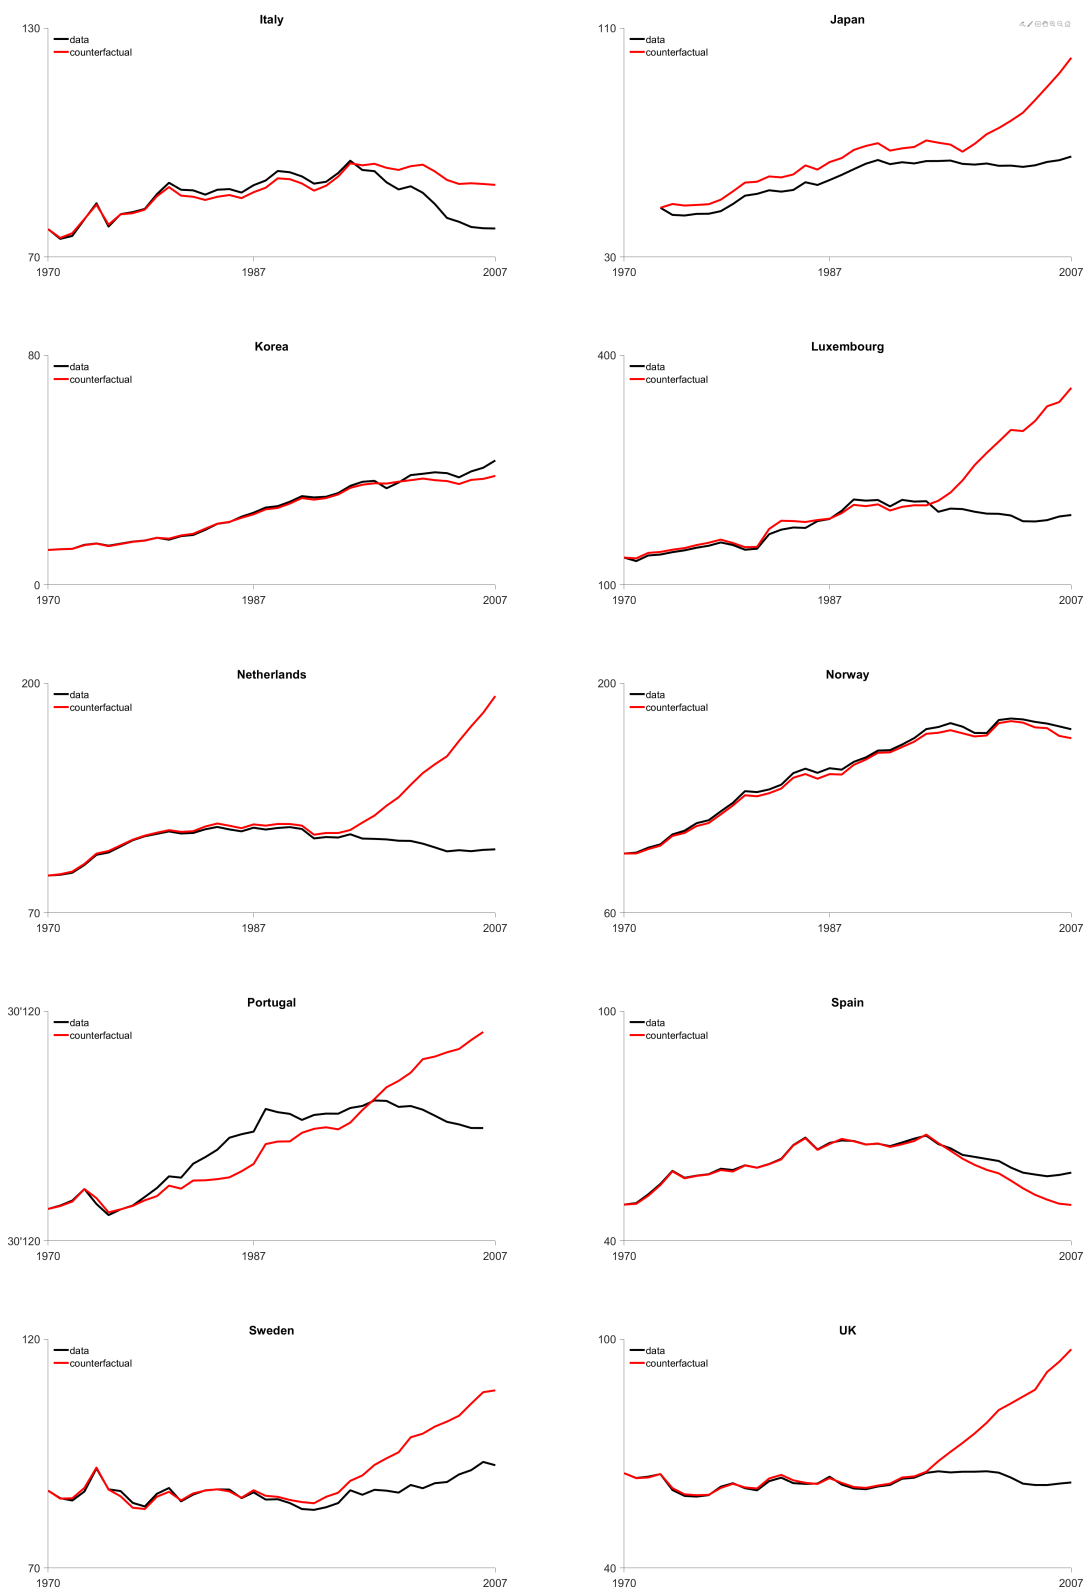 Italy
130
data
counterfactual
70
1970
1987
2007
Japan
110
data
counterfactual
30
1970
1987
2007
Korea
80
data
counterfactual
0
1970
1987
2007
Luxembourg
400
data
counterfactual
100
1970
1987
2007
Netherlands
200
data
counterfactual
70
1970
1987
2007
Norway
200
data
counterfactual
60
1970
1987
2007
Portugal
30'120
data
counterfactual
30'120
1970
1987
2007
Spain
100
data
counterfactual
40
1970
1987
2007
Sweden
120
data
counterfactual
70
1970
1987
2007
UK
100
data
counterfactual
40
1970
1987
2007